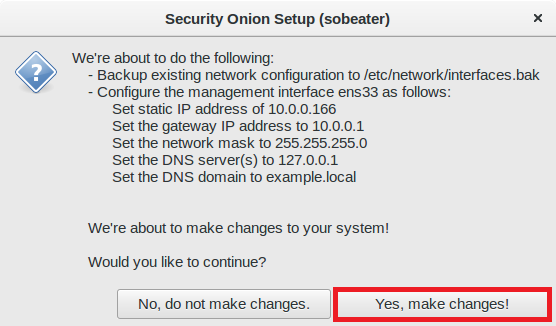 Security Onion Setup (sobeater)
We're about to do the following:
- Backup existing network configuration to /etc/network/interfaces.bak
- Configure the management interface ens33 as follows:
Set static IP address of 10.0.0.166
Set the gateway IP address to 10.0.0.1
Set the network mask to 255.255.255.0
Set the DNS server(s) to 127.0.0.1
Set the DNS domain to example.local
We're about to make changes to your system!
Would you like to continue?
No, do not make changes.
Yes, make changes!